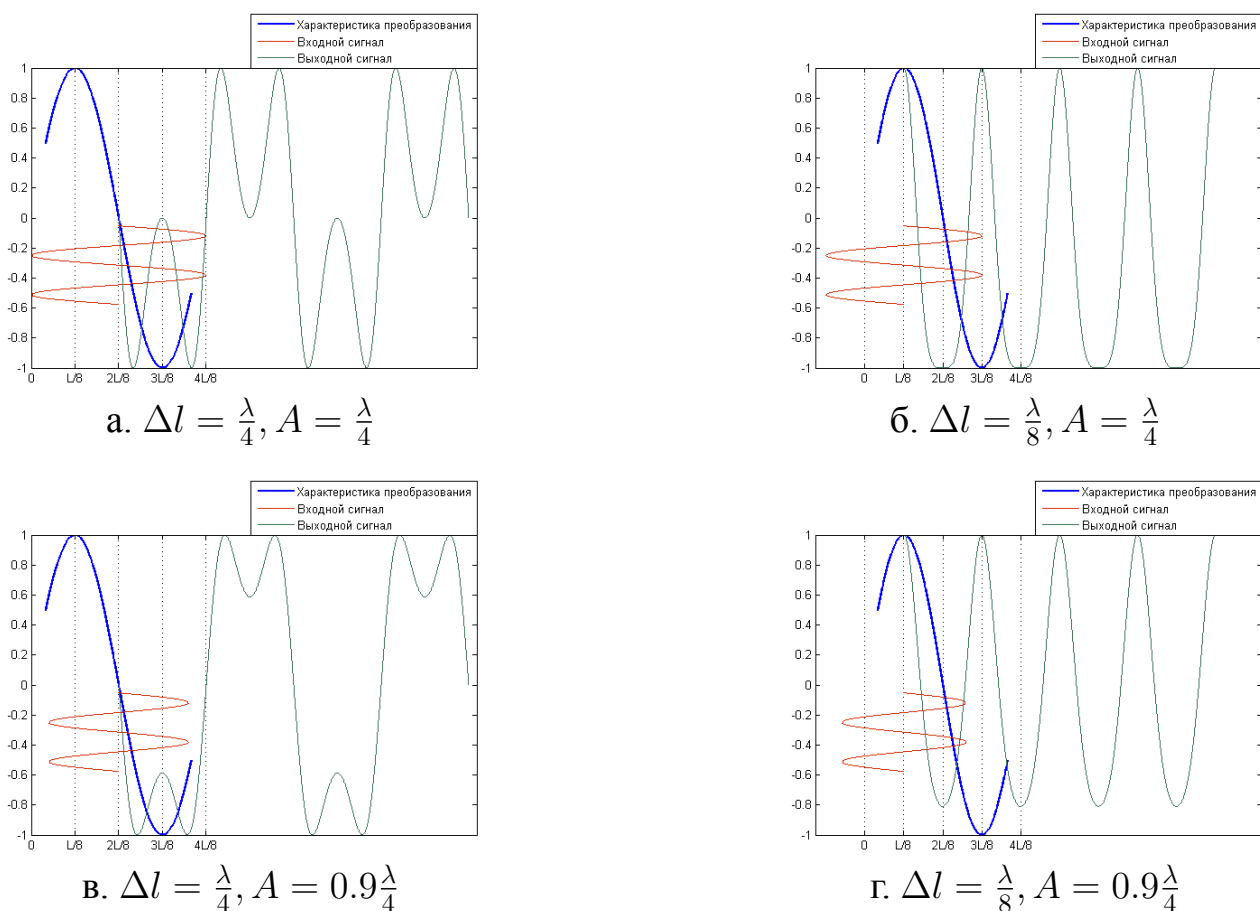 Характеристика преобразования
Входной сигнал
Выходной сигнал
1
0.8
0.6
0.4
0.2
0
-0.2
-0.4
-0.6
-0.8
-1
0 L/8 2L/8 3L/8 4L/8
а. Δl = λ/4, A = λ/4
Характеристика преобразования
Входной сигнал
Выходной сигнал
1
0.8
0.6
0.4
0.2
0
-0.2
-0.4
-0.6
-0.8
-1
0 L/8 2L/8 3L/8 4L/8
б. Δl = λ/8, A = λ/4
Характеристика преобразования
Входной сигнал
Выходной сигнал
1
0.8
0.6
0.4
0.2
0
-0.2
-0.4
-0.6
-0.8
-1
0 L/8 2L/8 3L/8 4L/8
в. Δl = λ/4, A = 0.9λ/4
Характеристика преобразования
Входной сигнал
Выходной сигнал
1
0.8
0.6
0.4
0.2
0
-0.2
-0.4
-0.6
-0.8
-1
0 L/8 2L/8 3L/8 4L/8
г. Δl = λ/8, A = 0.9λ/4